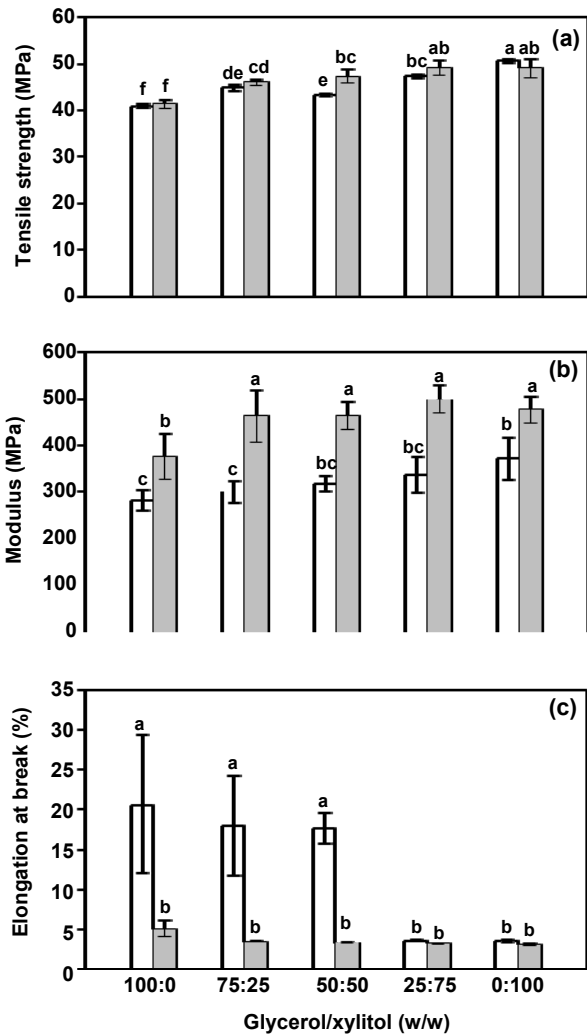 Tensile strength (MPa)
60
50
40
30
20
10
0
(a)
f f de cd e bc bc ab a ab
Modulus (MPa)
600
500
400
300
300
100
0
(b)
c b c a bc a bc a b a
Elongation at break (%)
35
30
25
20
15
10
5
0
(c)
a b a b a b b b b b
100:0 75:25 50:50 25:75 0:100
Glycerol/xylitol (w/w)